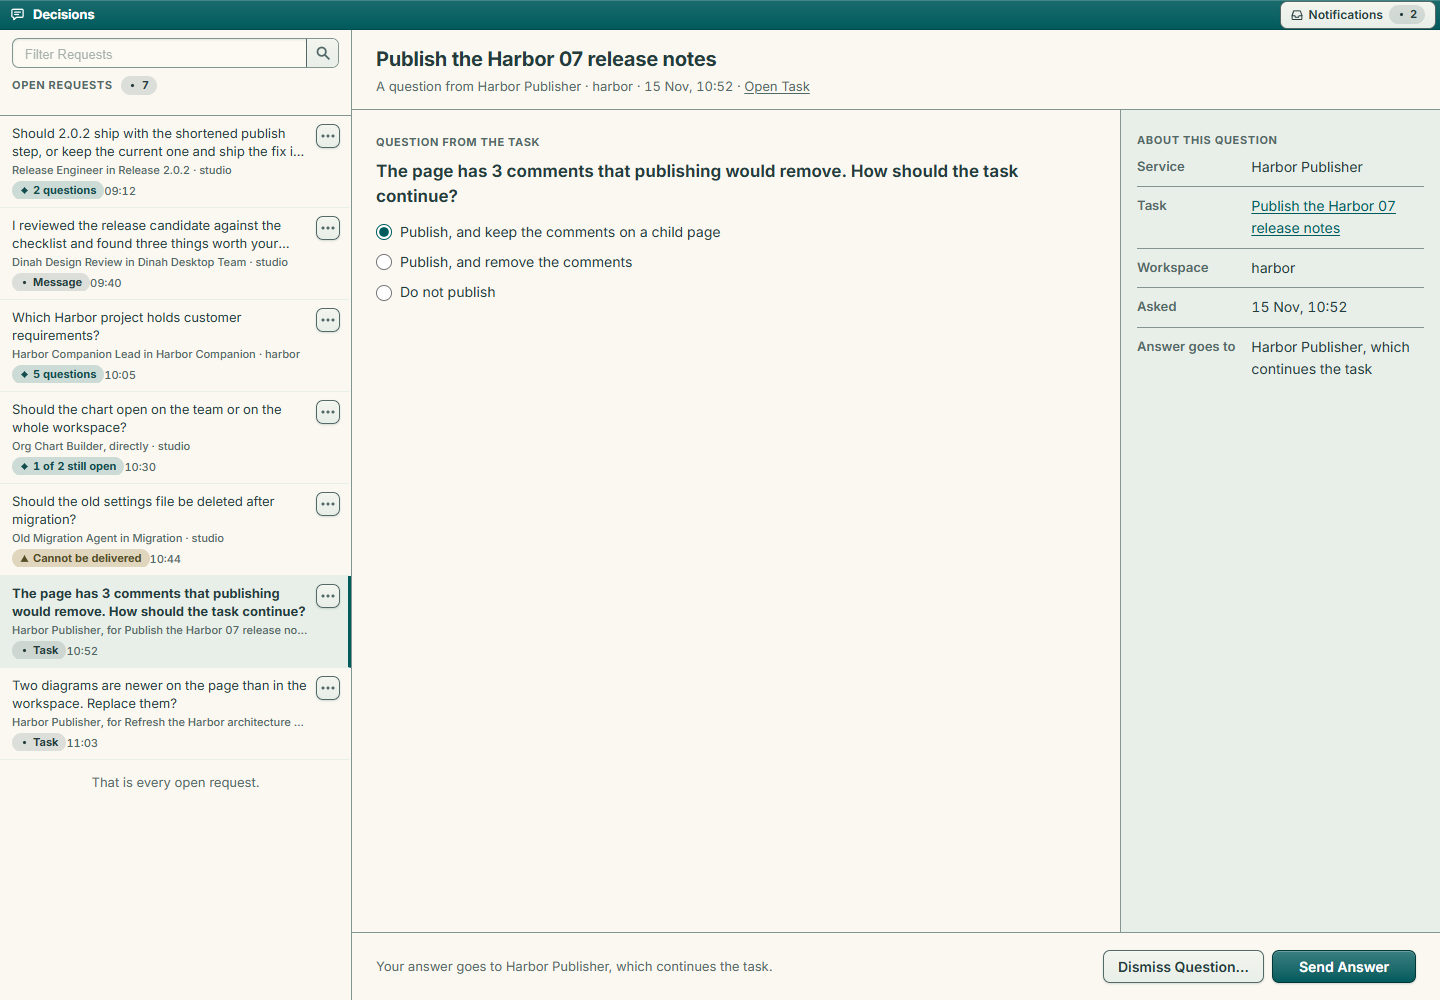 Decisions
Notifications • 2
Filter Requests
OPEN REQUESTS • 7
Should 2.0.2 ship with the shortened publish
step, or keep the current one and ship the fix i...
Release Engineer in Release 2.0.2 · studio
2 questions 09:12
I reviewed the release candidate against the
checklist and found three things worth your...
Dinah Design Review in Dinah Desktop Team · studio
• Message 09:40
Which Harbor project holds customer
requirements?
Harbor Companion Lead in Harbor Companion · harbor
5 questions 10:05
Should the chart open on the team or on the
whole workspace?
Org Chart Builder, directly · studio
1 of 2 still open 10:30
Should the old settings file be deleted after
migration?
Old Migration Agent in Migration · studio
Cannot be delivered 10:44
The page has 3 comments that publishing
would remove. How should the task continue?
Harbor Publisher, for Publish the Harbor 07 release no...
• Task 10:52
Two diagrams are newer on the page than in the
workspace. Replace them?
Harbor Publisher, for Refresh the Harbor architecture ...
• Task 11:03
That is every open request.
Publish the Harbor 07 release notes
A question from Harbor Publisher · harbor · 15 Nov, 10:52 · Open Task
QUESTION FROM THE TASK
The page has 3 comments that publishing would remove. How should the task
continue?
Publish, and keep the comments on a child page
Publish, and remove the comments
Do not publish
ABOUT THIS QUESTION
Service Harbor Publisher
Task Publish the Harbor 07
release notes
Workspace harbor
Asked 15 Nov, 10:52
Answer goes to Harbor Publisher, which
continues the task
Your answer goes to Harbor Publisher, which continues the task.
Dismiss Question...
Send Answer